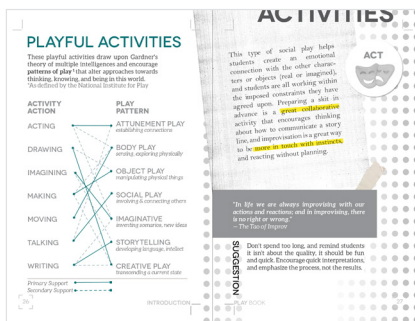 PLAYFUL ACTIVITIES
These playful activities draw upon Gardner's
theory of multiple intelligences and encourage
patterns of play¹ that alter approaches towards
thinking, knowing, and being in this world.
¹As defined by the National Institute for Play
ACTIVITY
ACTION
PLAY
PATTERN
ACTING
ATTUNEMENT PLAY
establishing connections
DRAWING
BODY PLAY
sensing, exploring physically
IMAGINING
OBJECT PLAY
manipulating physical things
MAKING
SOCIAL PLAY
involving & connecting others
MOVING
IMAGINATIVE
inventing scenarios, new ideas
TALKING
STORYTELLING
developing language, intellect
WRITING
CREATIVE PLAY
transcending a current state
Primary Support
Secondary Support
26
INTRODUCTION
ACTIVITIES
This type of social play helps
students create an emotional
connection with the other charac-
ters or objects (real or imagined),
and students are all working within
the imposed constraints they have
agreed upon. Preparing a skit in
advance is a great collaborative
activity that encourages thinking
about how to communicate a story
line, and improvisation is a great way
to be more in touch with instincts,
and reacting without planning.
ACT
"In life we are always improvising with our
actions and reactions; and in improvising, there
is no right or wrong."
– The Tao of Improv
SUGGESTION
Don't spend too long, and remind students
it isn't about the quality, it should be fun
and quick. Encourage quick interpretations,
and emphasize the process, not the results.
PLAY BOOK
27